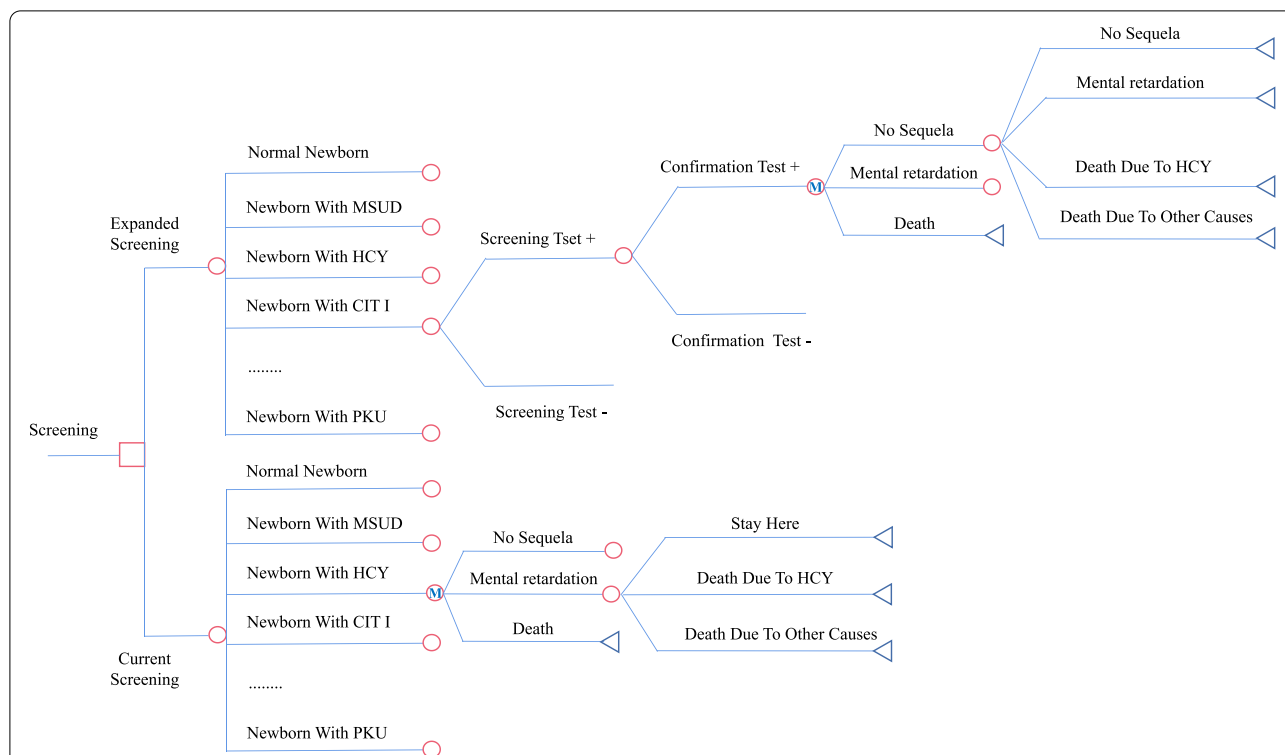 No Sequela
Mental retardation
Death Due To HCY
Death Due To Other Causes
No Sequela
Mental retardation
Death
Confirmation Test +
M
Confirmation Test -
Screening Tset +
Screening Test -
Normal Newborn
Newborn With MSUD
Newborn With HCY
Newborn With CIT I
........
Newborn With PKU
Expanded
Screening
Screening
Normal Newborn
Newborn With MSUD
Newborn With HCY
Newborn With CIT I
........
Newborn With PKU
Current
Screening
M
No Sequela
Mental retardation
Death
Stay Here
Death Due To HCY
Death Due To Other Causes